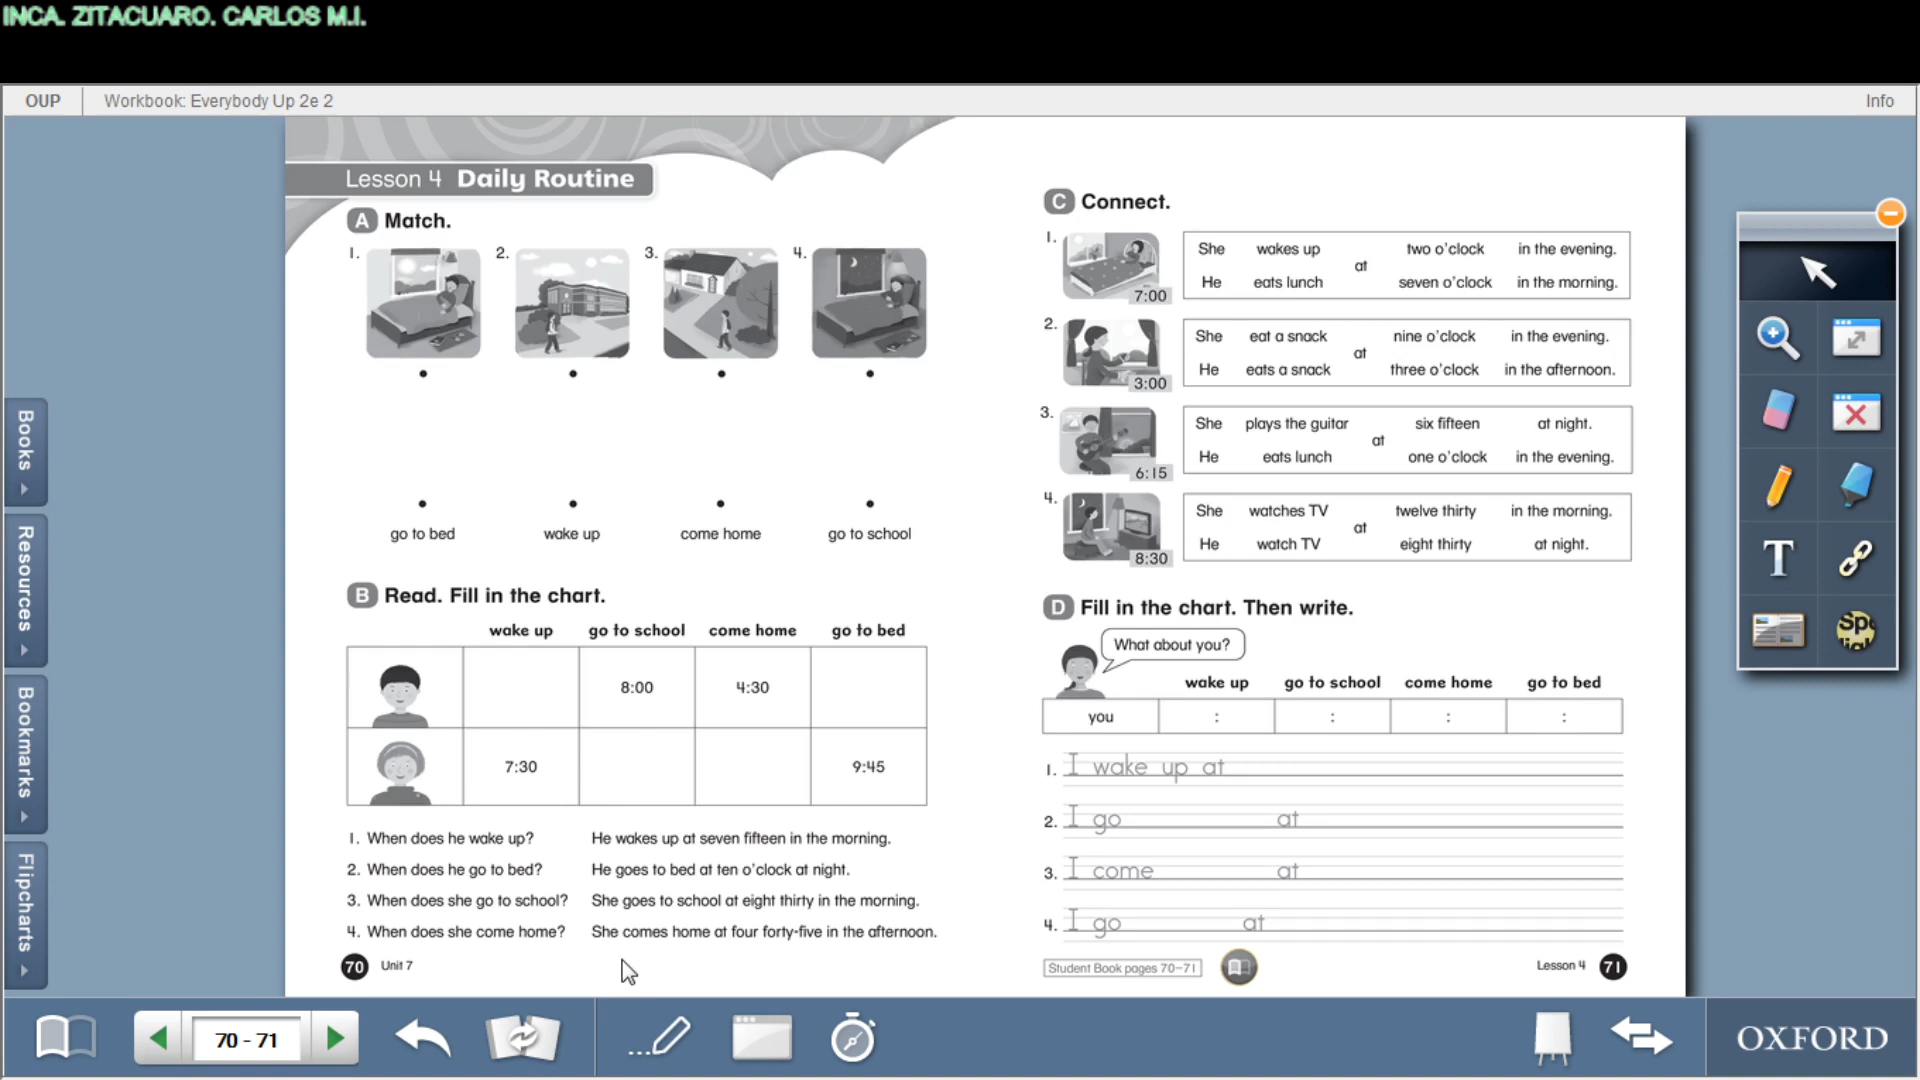 INCA. ZITACUARO. CARLOS M.I.
OUP
Workbook: Everybody Up 2e 2
Info
Books
Resources
Bookmarks
Flipcharts
Lesson 4 Daily Routine
A Match.
1.
2.
3.
4.
go to bed
wake up
come home
go to school
B Read. Fill in the chart.
wake up go to school come home go to bed
8:00 4:30
7:30 9:45
1. When does he wake up? He wakes up at seven fifteen in the morning.
2. When does he go to bed? He goes to bed at ten o'clock at night.
3. When does she go to school? She goes to school at eight thirty in the morning.
4. When does she come home? She comes home at four forty-five in the afternoon.
70 Unit 7
C Connect.
1.
7:00
She wakes up two o'clock in the evening.
at
He eats lunch seven o'clock in the morning.
2.
3:00
She eat a snack nine o'clock in the evening.
at
He eats a snack three o'clock in the afternoon.
3.
6:15
She plays the guitar six fifteen at night.
at
He eats lunch one o'clock in the evening.
4.
8:30
She watches TV twelve thirty in the morning.
at
He watch TV eight thirty at night.
D Fill in the chart. Then write.
What about you?
wake up go to school come home go to bed
you : : : :
1. I wake up at
2. I go at
3. I come at
4. I go at
Student Book pages 70–71
Lesson 4 71
T
Spo
ligh
70 - 71
OXFORD